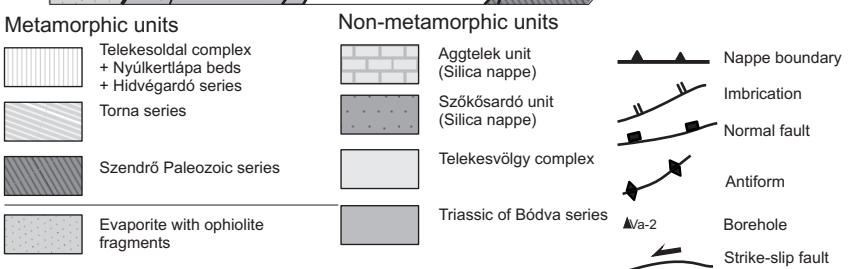 Metamorphic units
Telekesoldal complex
+ Nyúlkertlápa beds
+ Hidvégardó series
Torna series
Szendrő Paleozoic series
Evaporite with ophiolite
fragments
Non-metamorphic units
Aggtelek unit
(Silica nappe)
Szőkősardó unit
(Silica nappe)
Telekesvölgy complex
Triassic of Bódva series
Nappe boundary
Imbrication
Normal fault
Antiform
Va-2
Borehole
Strike-slip fault